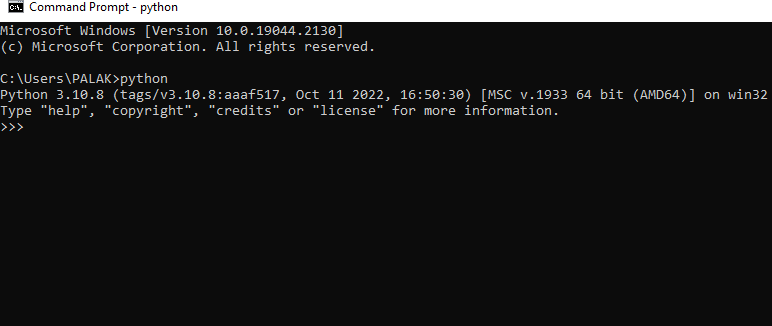 Command Prompt - python
Microsoft Windows [Version 10.0.19044.2130]
(c) Microsoft Corporation. All rights reserved.
C:\Users\PALAK>python
Python 3.10.8 (tags/v3.10.8:aaaf517, Oct 11 2022, 16:50:30) [MSC v.1933 64 bit (AMD64)] on win32
Type "help", "copyright", "credits" or "license" for more information.
>>>